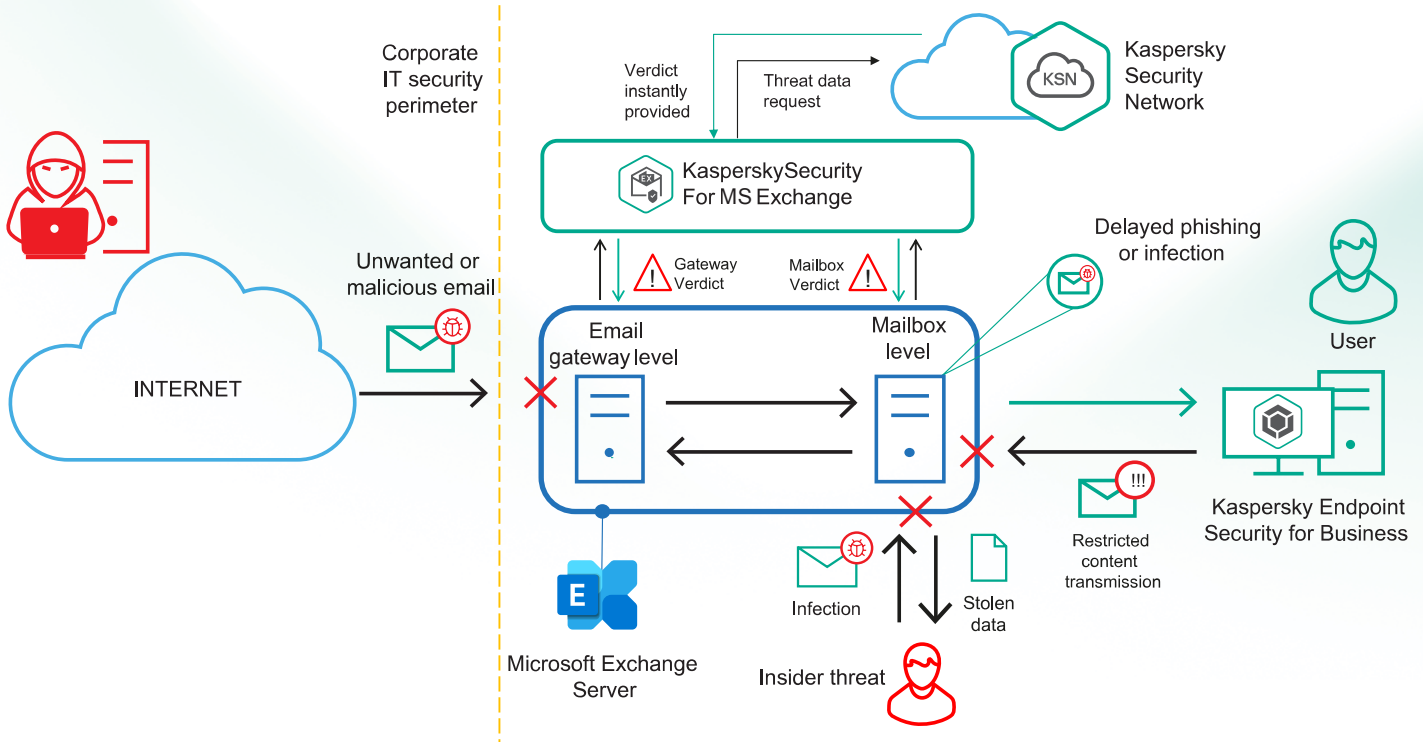 Corporate
IT security
perimeter
Verdict
instantly
provided
Threat data
request
KSN
Kaspersky
Security
Network
EX
KasperskySecurity
For MS Exchange
Unwanted or
malicious email
Gateway
Verdict
Mailbox
Verdict
Delayed phishing
or infection
User
INTERNET
Email
gateway level
Mailbox
level
!!!
Restricted
content
transmission
Kaspersky Endpoint
Security for Business
E
Microsoft Exchange
Server
Infection
Stolen
data
Insider threat